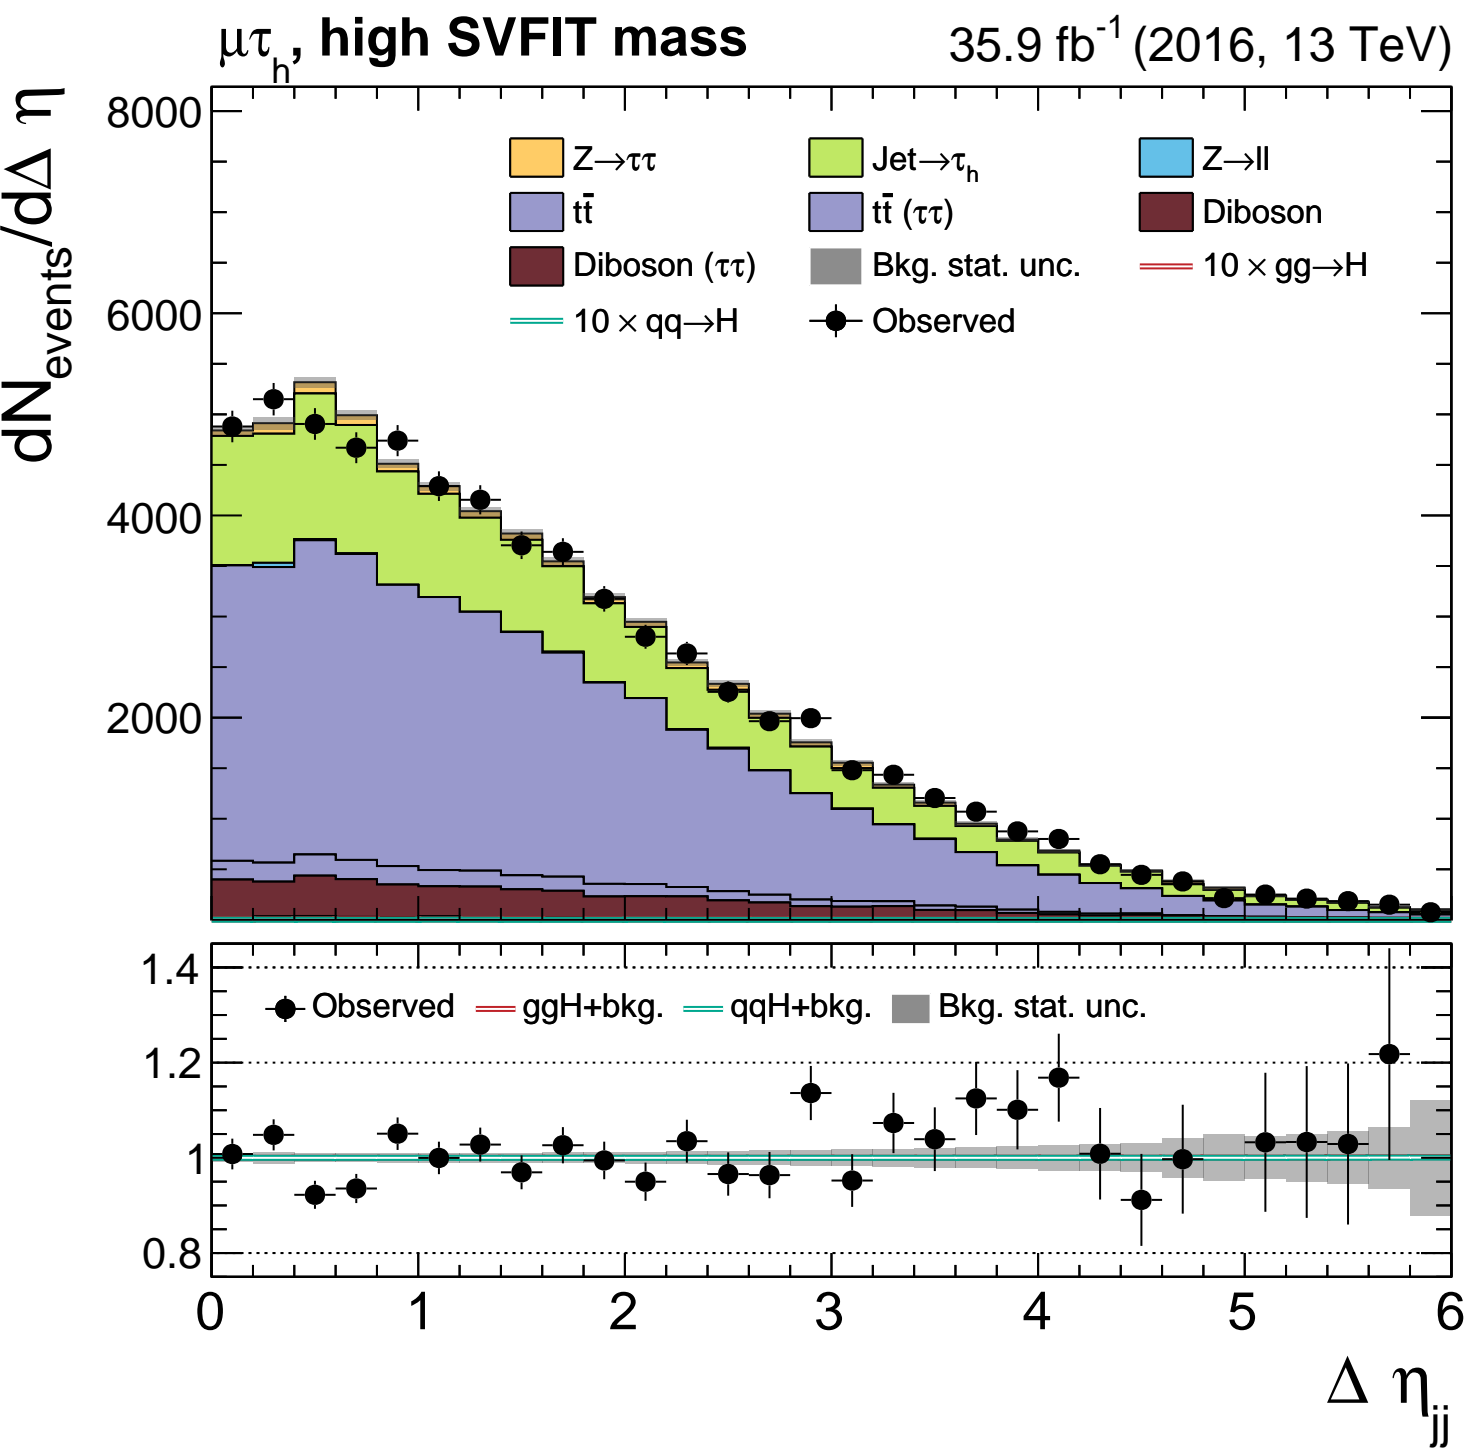 μτh, high SVFIT mass 35.9 fb-1 (2016, 13 TeV)
dNevents/dΔ η
8000
6000
4000
2000
Z→ττ Jet→τh Z→ll
tt̄ tt̄ (ττ) Diboson
Diboson (ττ) Bkg. stat. unc. 10 × gg→H
10 × qq→H Observed
1.4
1.2
1
0.8
Observed ggH+bkg. qqH+bkg. Bkg. stat. unc.
0 1 2 3 4 5 6
Δ ηjj